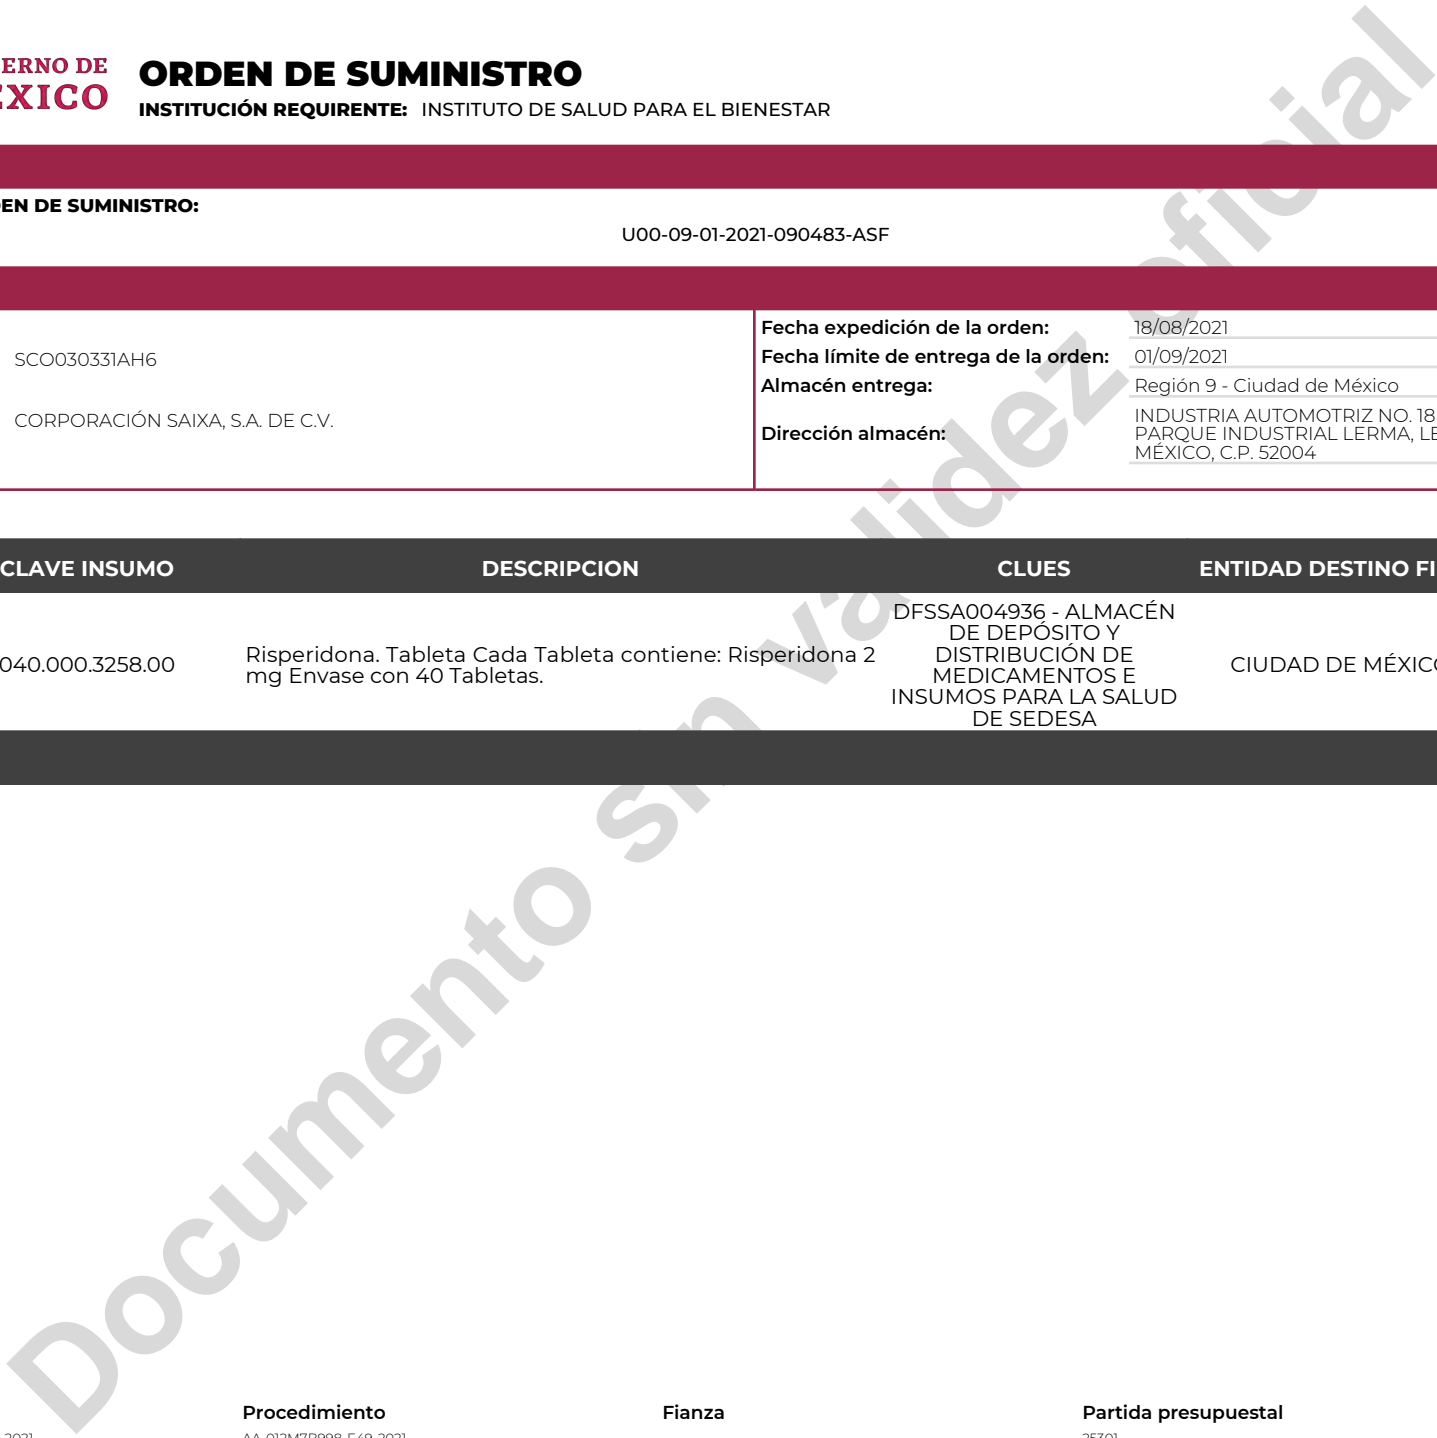 ERNO DE
EXICO
ORDEN DE SUMINISTRO
INSTITUCIÓN REQUIRENTE: INSTITUTO DE SALUD PARA EL BIENESTAR
EN DE SUMINISTRO:
U00-09-01-2021-090483-ASF
SCO030331AH6
CORPORACIÓN SAIXA, S.A. DE C.V.
Fecha expedición de la orden: 18/08/2021
Fecha límite de entrega de la orden: 01/09/2021
Almacén entrega: Región 9 - Ciudad de México
Dirección almacén:
INDUSTRIA AUTOMOTRIZ NO. 18
PARQUE INDUSTRIAL LERMA, LE
MÉXICO, C.P. 52004
CLAVE INSUMO DESCRIPCION CLUES ENTIDAD DESTINO FI
040.000.3258.00
Risperidona. Tableta Cada Tableta contiene: Risperidona 2
mg Envase con 40 Tabletas.
DFSSA004936 - ALMACÉN
DE DEPÓSITO Y
DISTRIBUCIÓN DE
MEDICAMENTOS E
INSUMOS PARA LA SALUD
DE SEDESA
CIUDAD DE MÉXICO
Documento sin validez oficial
Procedimiento Fianza Partida presupuestal